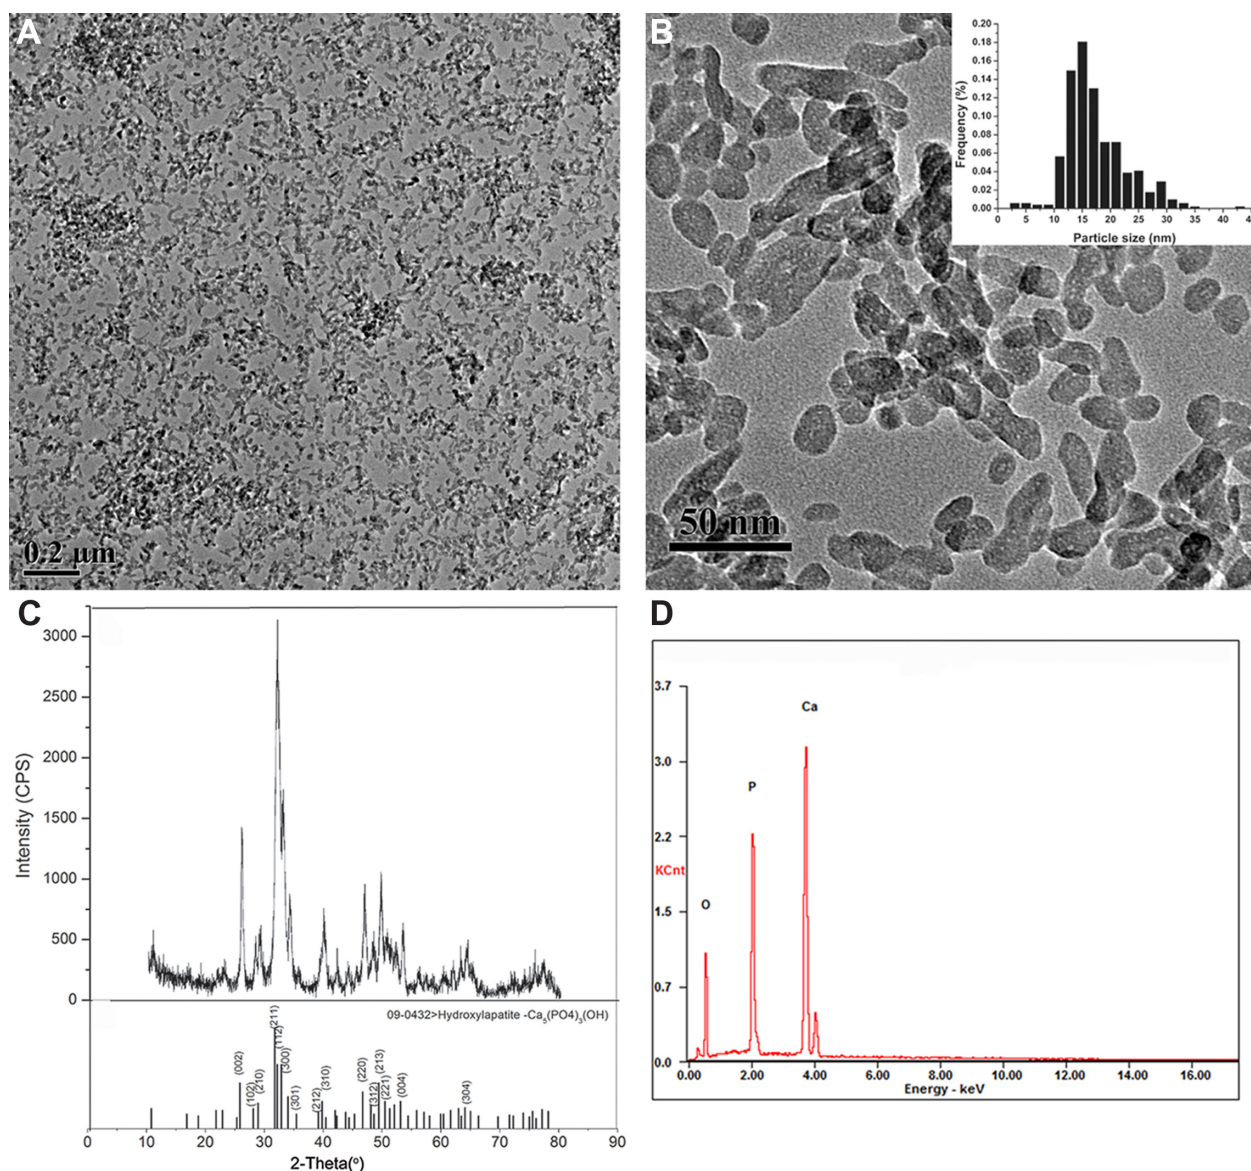 A
0.2 μm
B
50 nm
0.20
0.18
0.16
0.14
0.12
0.10
0.08
0.06
0.04
0.02
0.00
Frequency (%)
0 5 10 15 20 25 30 35 40
Particle size (nm)
C
3000
2500
2000
1500
1000
500
0
Intensity (CPS)
09-0432>Hydroxylapatite -Ca5(PO4)3(OH)
(002)
(102)
(210)
(211)
(112)
(300)
(301)
(212)
(310)
(220)
(312)
(213)
(221)
(004)
(304)
0 10 20 30 40 50 60 70 80 90
2-Theta(º)
D
3.7
3.0
2.2
KCnt
1.5
0.7
0.0
O
P
Ca
0.00 2.00 4.00 6.00 8.00 10.00 12.00 14.00 16.00
Energy - keV